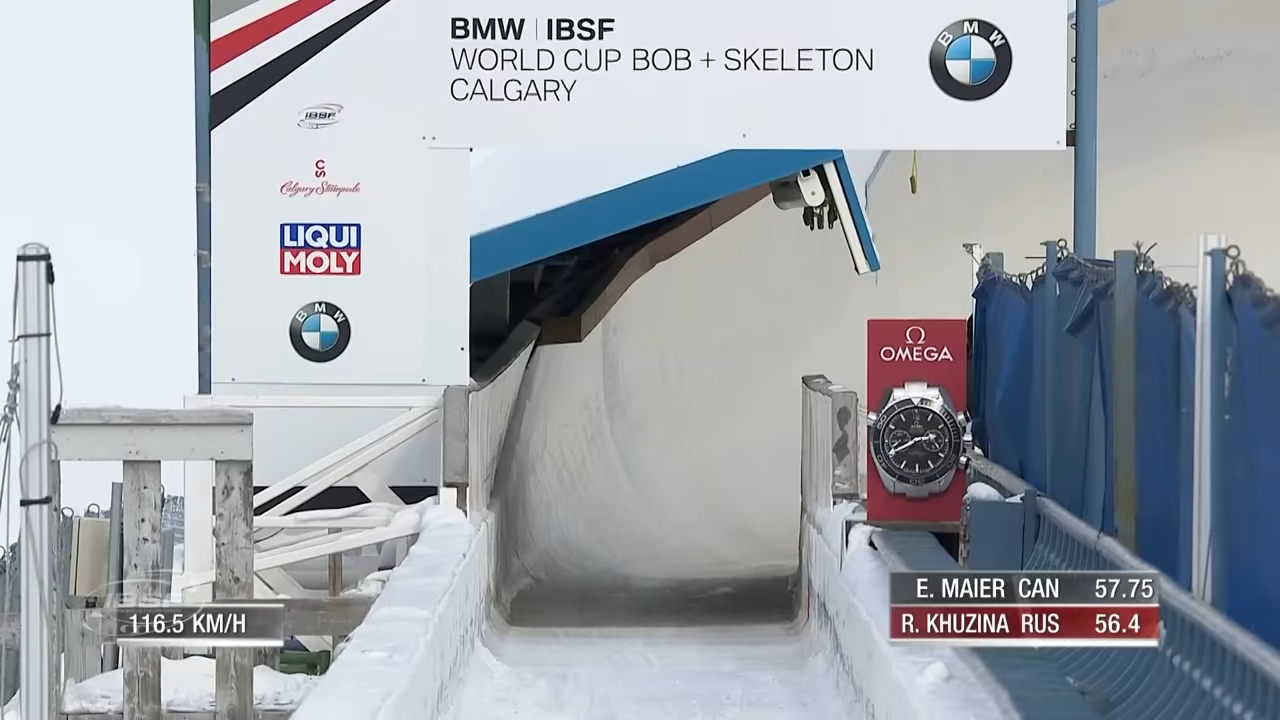 BMW | IBSF
WORLD CUP BOB + SKELETON
CALGARY
BMW
IBSF
CS
Calgary Stampede
LIQUI
MOLY
BMW
OMEGA
E. MAIER CAN 57.75
116.5 KM/H
R. KHUZINA RUS 56.4